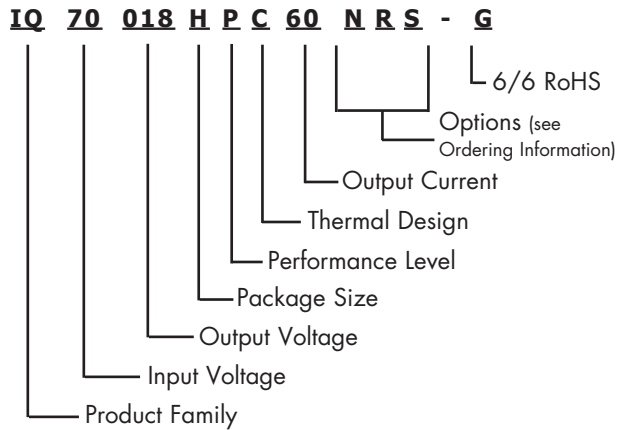 IQ 70 018 H P C 60 N R S - G
6/6 RoHS
Options (see
Ordering Information)
Output Current
Thermal Design
Performance Level
Package Size
Output Voltage
Input Voltage
Product Family